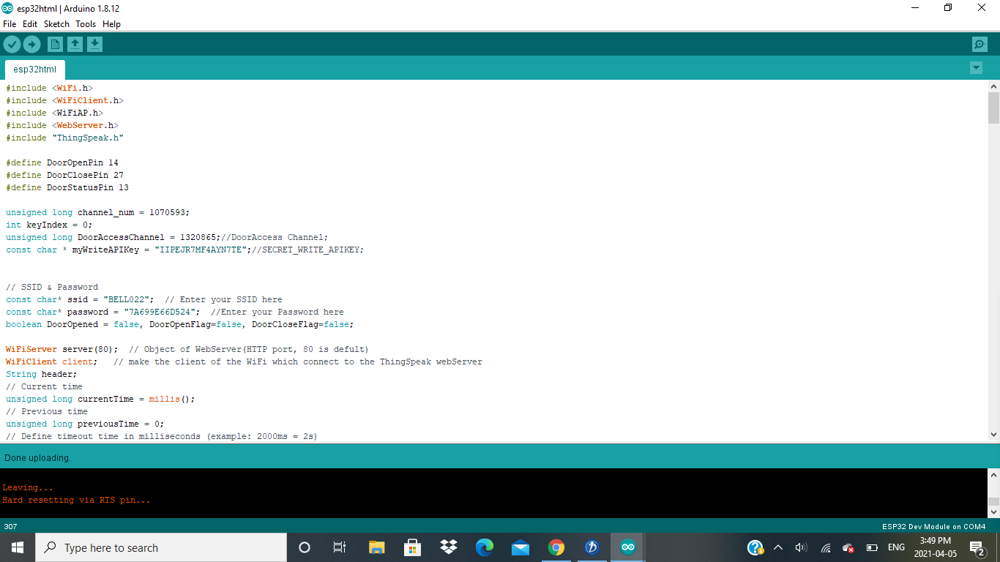 esp32html | Arduino 1.8.12
File Edit Sketch Tools Help
esp32html
#include <WiFi.h>
#include <WiFiClient.h>
#include <WiFiAP.h>
#include <WebServer.h>
#include "ThingSpeak.h"
#define DoorOpenPin 14
#define DoorClosePin 27
#define DoorStatusPin 13
unsigned long channel_num = 1070593;
int keyIndex = 0;
unsigned long DoorAccessChannel = 1320865;//DoorAccess Channel;
const char * myWriteAPIKey = "IIPEJR7MF4AYN7TE";//SECRET_WRITE_APIKEY;
// SSID & Password
const char* ssid = "BELL022";  // Enter your SSID here
const char* password = "7A699E66D524";  //Enter your Password here
boolean DoorOpened = false, DoorOpenFlag=false, DoorCloseFlag=false;
WiFiServer server(80);  // Object of WebServer(HTTP port, 80 is defult)
WiFiClient client;   // make the client of the WiFi which connect to the ThingSpeak webServer
String header;
// Current time
unsigned long currentTime = millis();
// Previous time
unsigned long previousTime = 0;
// Define timeout time in milliseconds (example: 2000ms = 2s)
Done uploading.
Leaving...
Hard resetting via RTS pin...
307 ESP32 Dev Module on COM4
Type here to search
ENG
3:49 PM
2021-04-05
2